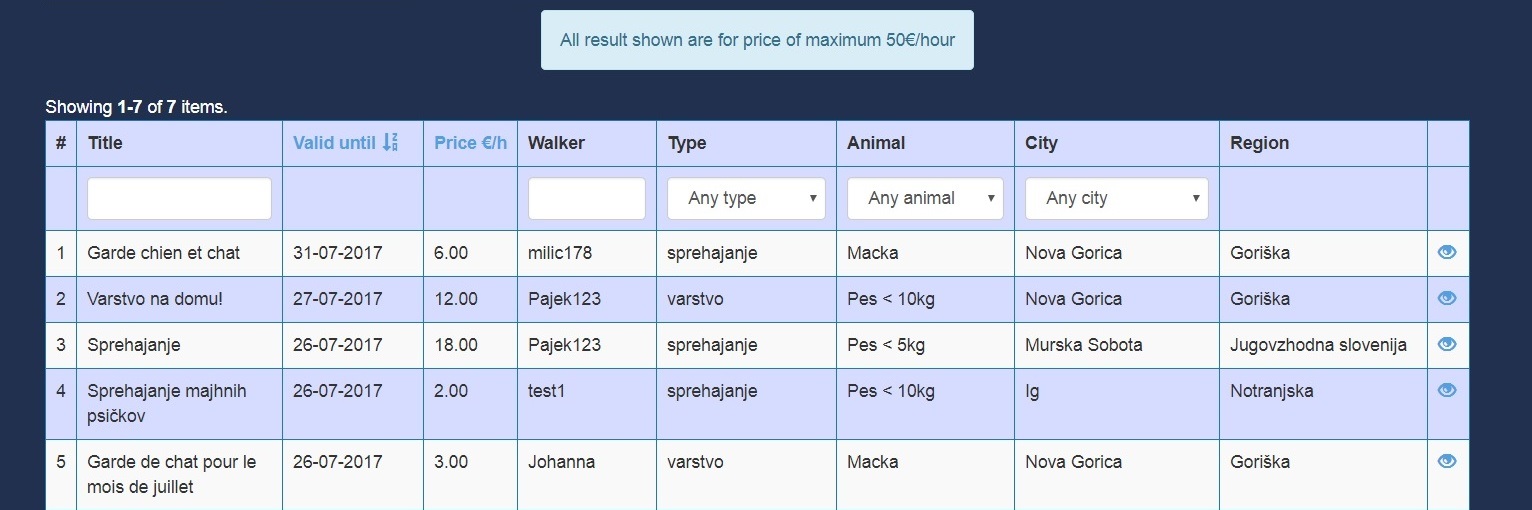 All result shown are for price of maximum 50€/hour
Showing 1-7 of 7 items.
# Title Valid until Price €/h Walker Type Animal City Region
Any type Any animal Any city
1 Garde chien et chat 31-07-2017 6.00 milic178 sprehajanje Macka Nova Gorica Goriška
2 Varstvo na domu! 27-07-2017 12.00 Pajek123 varstvo Pes < 10kg Nova Gorica Goriška
3 Sprehajanje 26-07-2017 18.00 Pajek123 sprehajanje Pes < 5kg Murska Sobota Jugovzhodna slovenija
4 Sprehajanje majhnih 26-07-2017 2.00 test1 sprehajanje Pes < 10kg Ig Notranjska
psičkov
5 Garde de chat pour le 26-07-2017 3.00 Johanna varstvo Macka Nova Gorica Goriška
mois de juillet